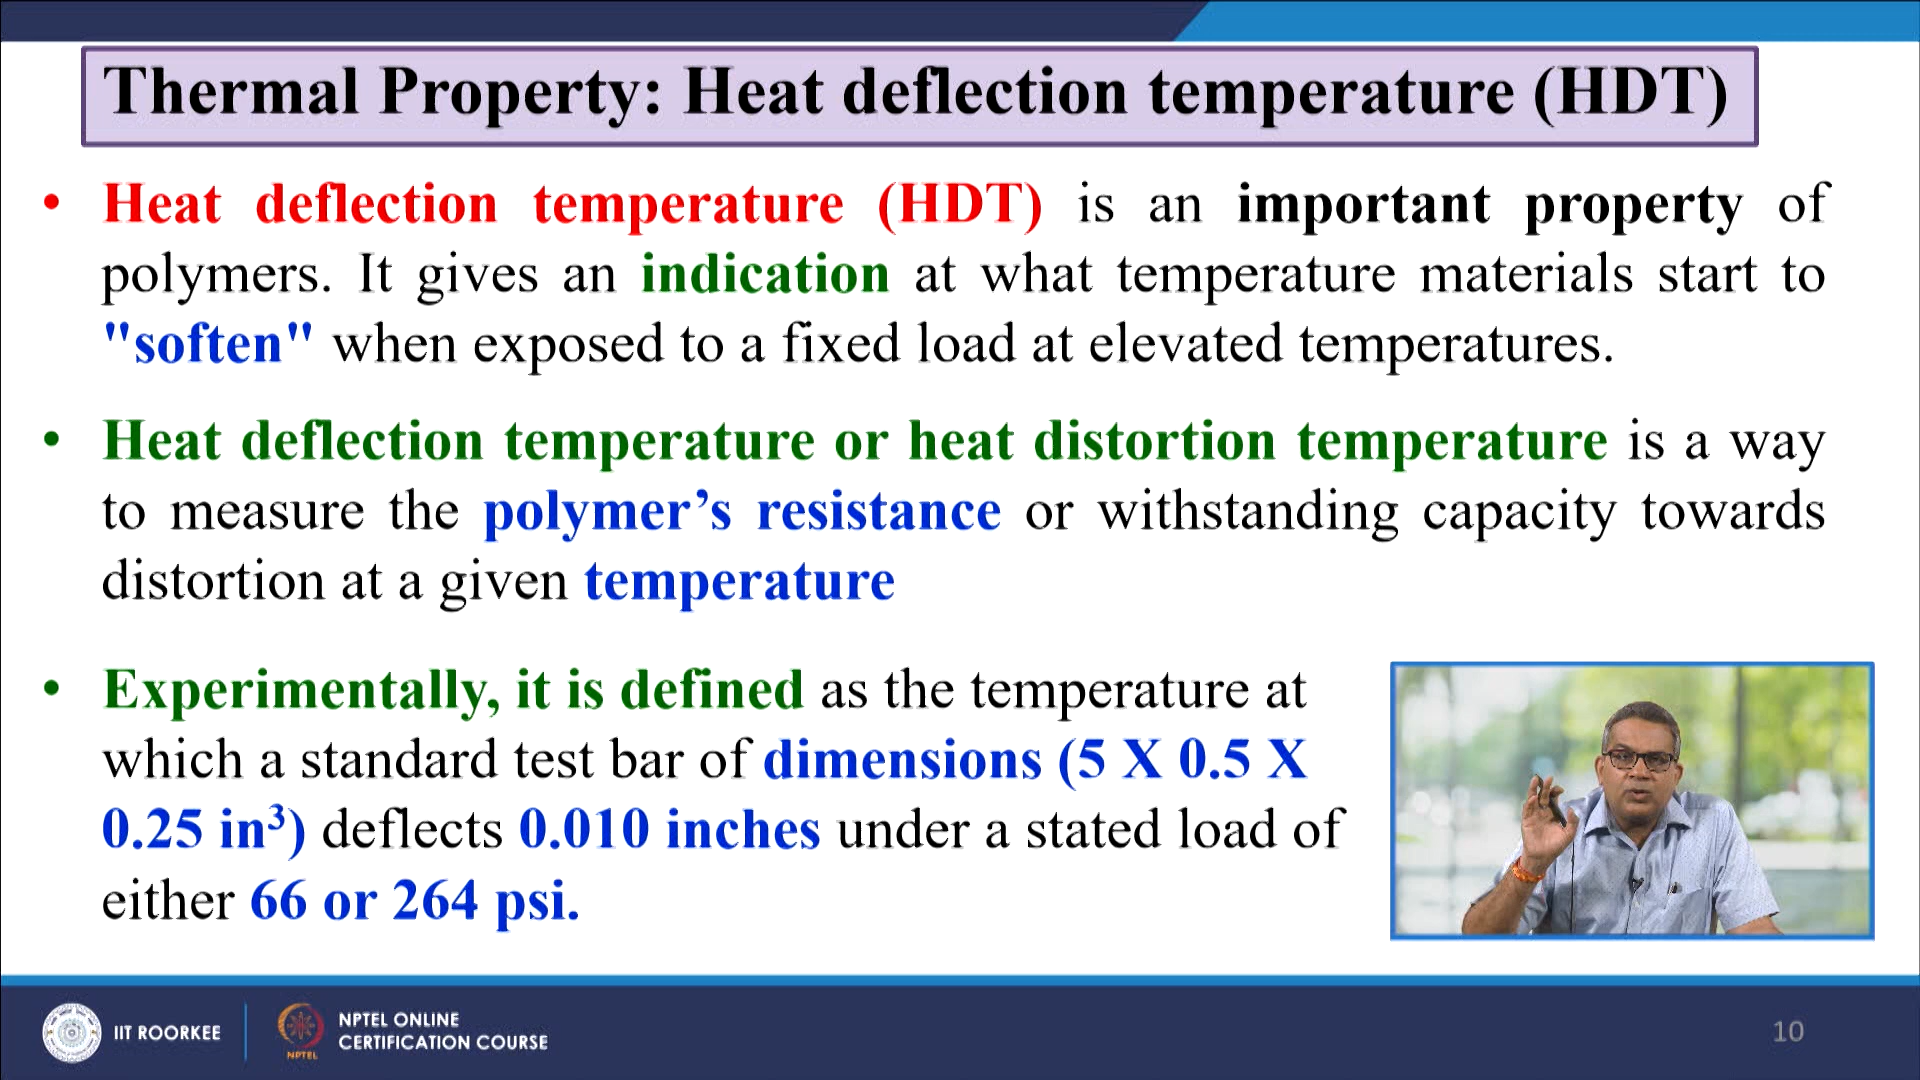 Thermal Property: Heat deflection temperature (HDT)
• Heat deflection temperature (HDT) is an important property of
polymers. It gives an indication at what temperature materials start to
"soften" when exposed to a fixed load at elevated temperatures.
• Heat deflection temperature or heat distortion temperature is a way
to measure the polymer’s resistance or withstanding capacity towards
distortion at a given temperature
• Experimentally, it is defined as the temperature at
which a standard test bar of dimensions (5 X 0.5 X
0.25 in³) deflects 0.010 inches under a stated load of
either 66 or 264 psi.
IIT ROORKEE
NPTEL
NPTEL ONLINE
CERTIFICATION COURSE
10